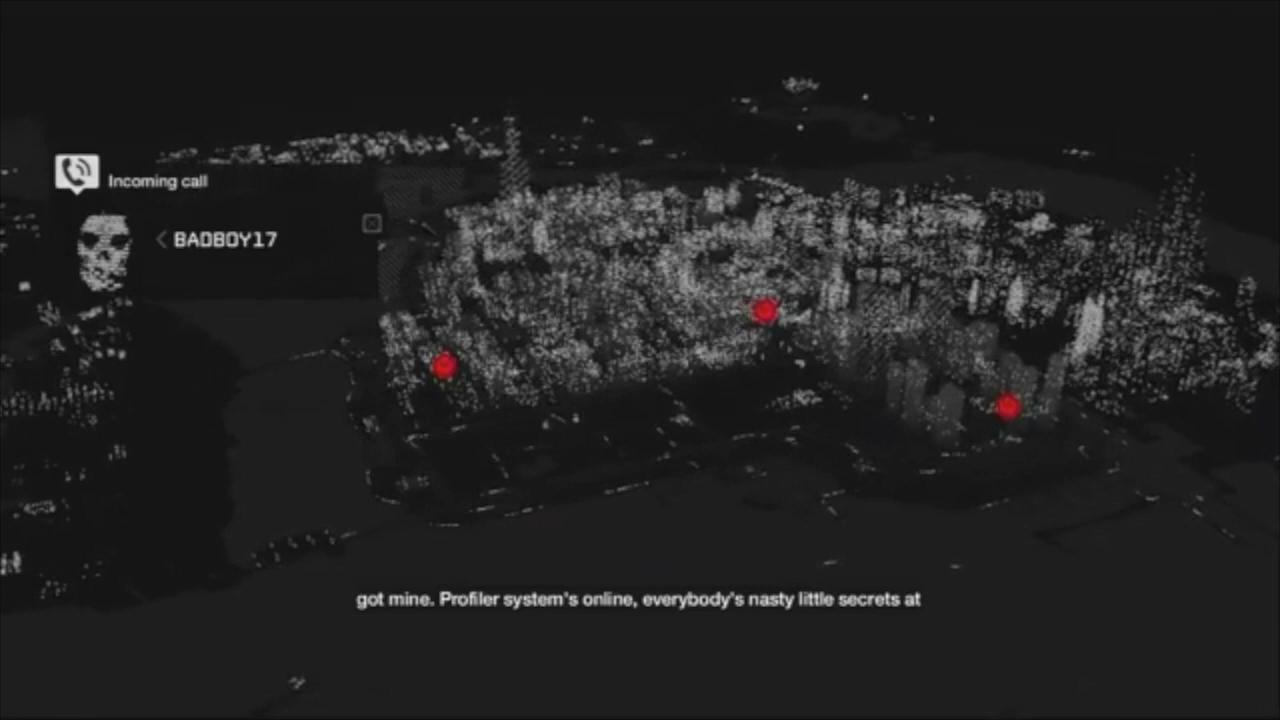 Incoming call
BADBOY17
got mine. Profiler system's online, everybody's nasty little secrets at